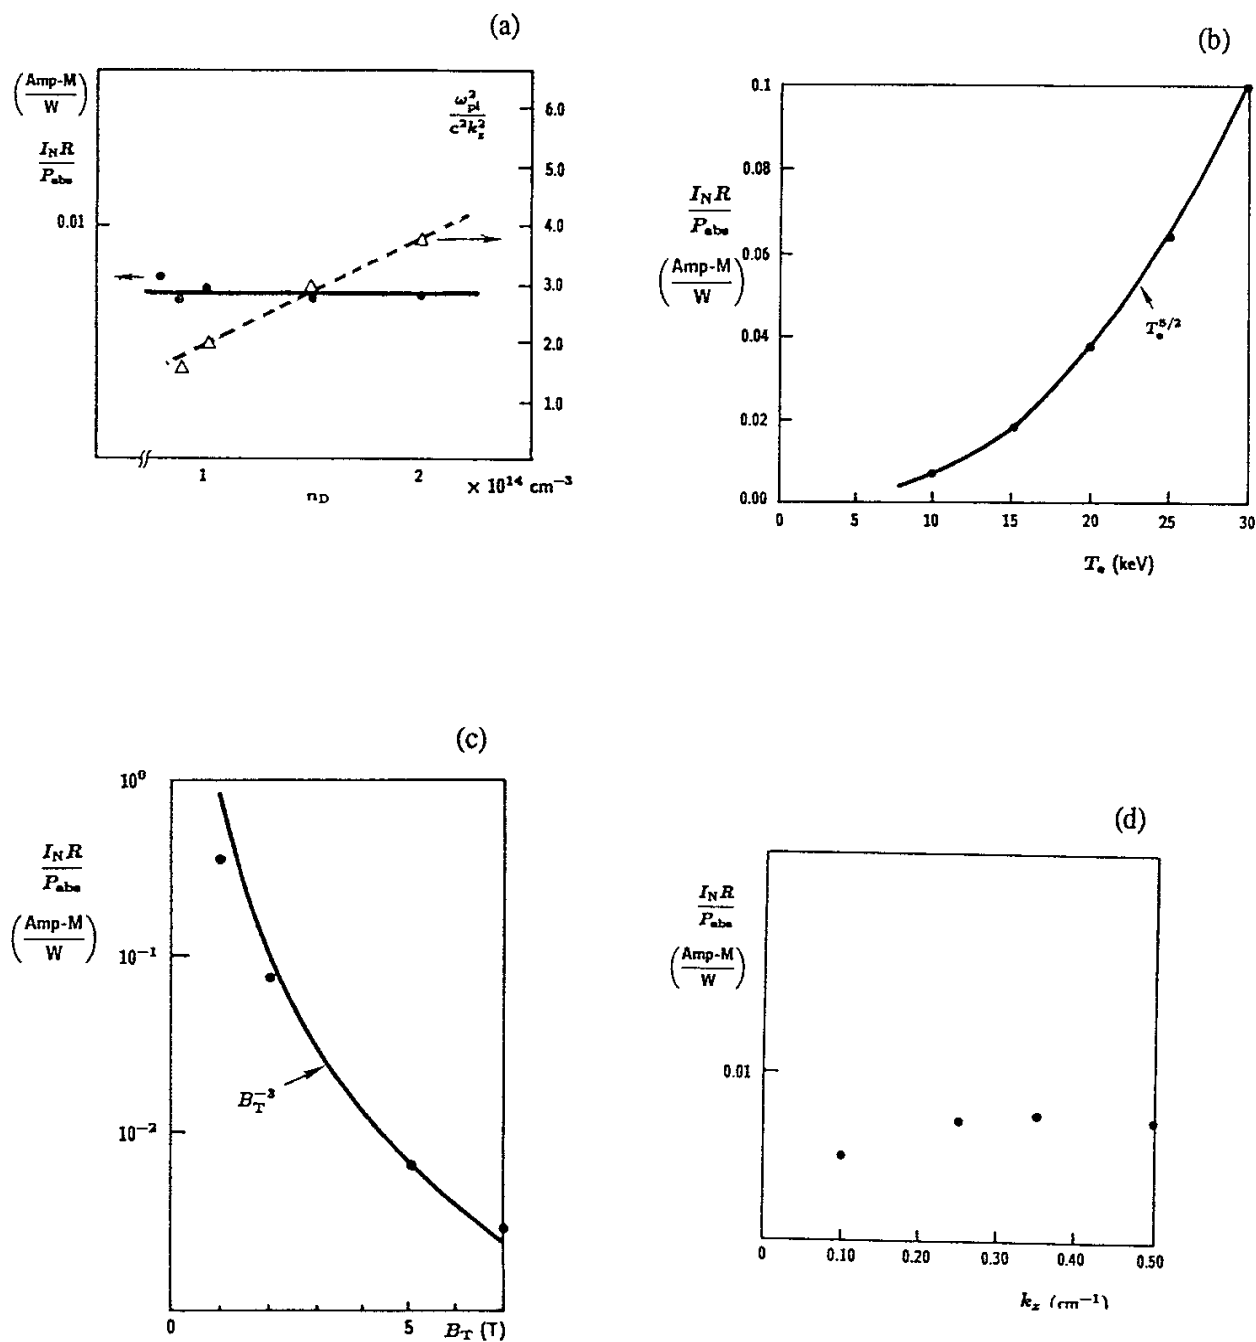 (a)
(Amp-M / W)
I_N R / P_abs
ω²_pi / c²k²_z
6.0
5.0
0.01
4.0
3.0
2.0
1.0
1
2
n_D
× 10¹⁴ cm⁻³
(b)
0.1
0.08
I_N R / P_abs
0.06
(Amp-M / W)
0.04
T_e^5/2
0.02
0.00
0
5
10
15
20
25
30
T_e (keV)
(c)
10⁰
I_N R / P_abs
(Amp-M / W)
10⁻¹
B_T⁻³
10⁻²
0
5
B_T (T)
(d)
I_N R / P_abs
(Amp-M / W)
0.01
0
0.10
0.20
0.30
0.40
0.50
k_z (cm⁻¹)